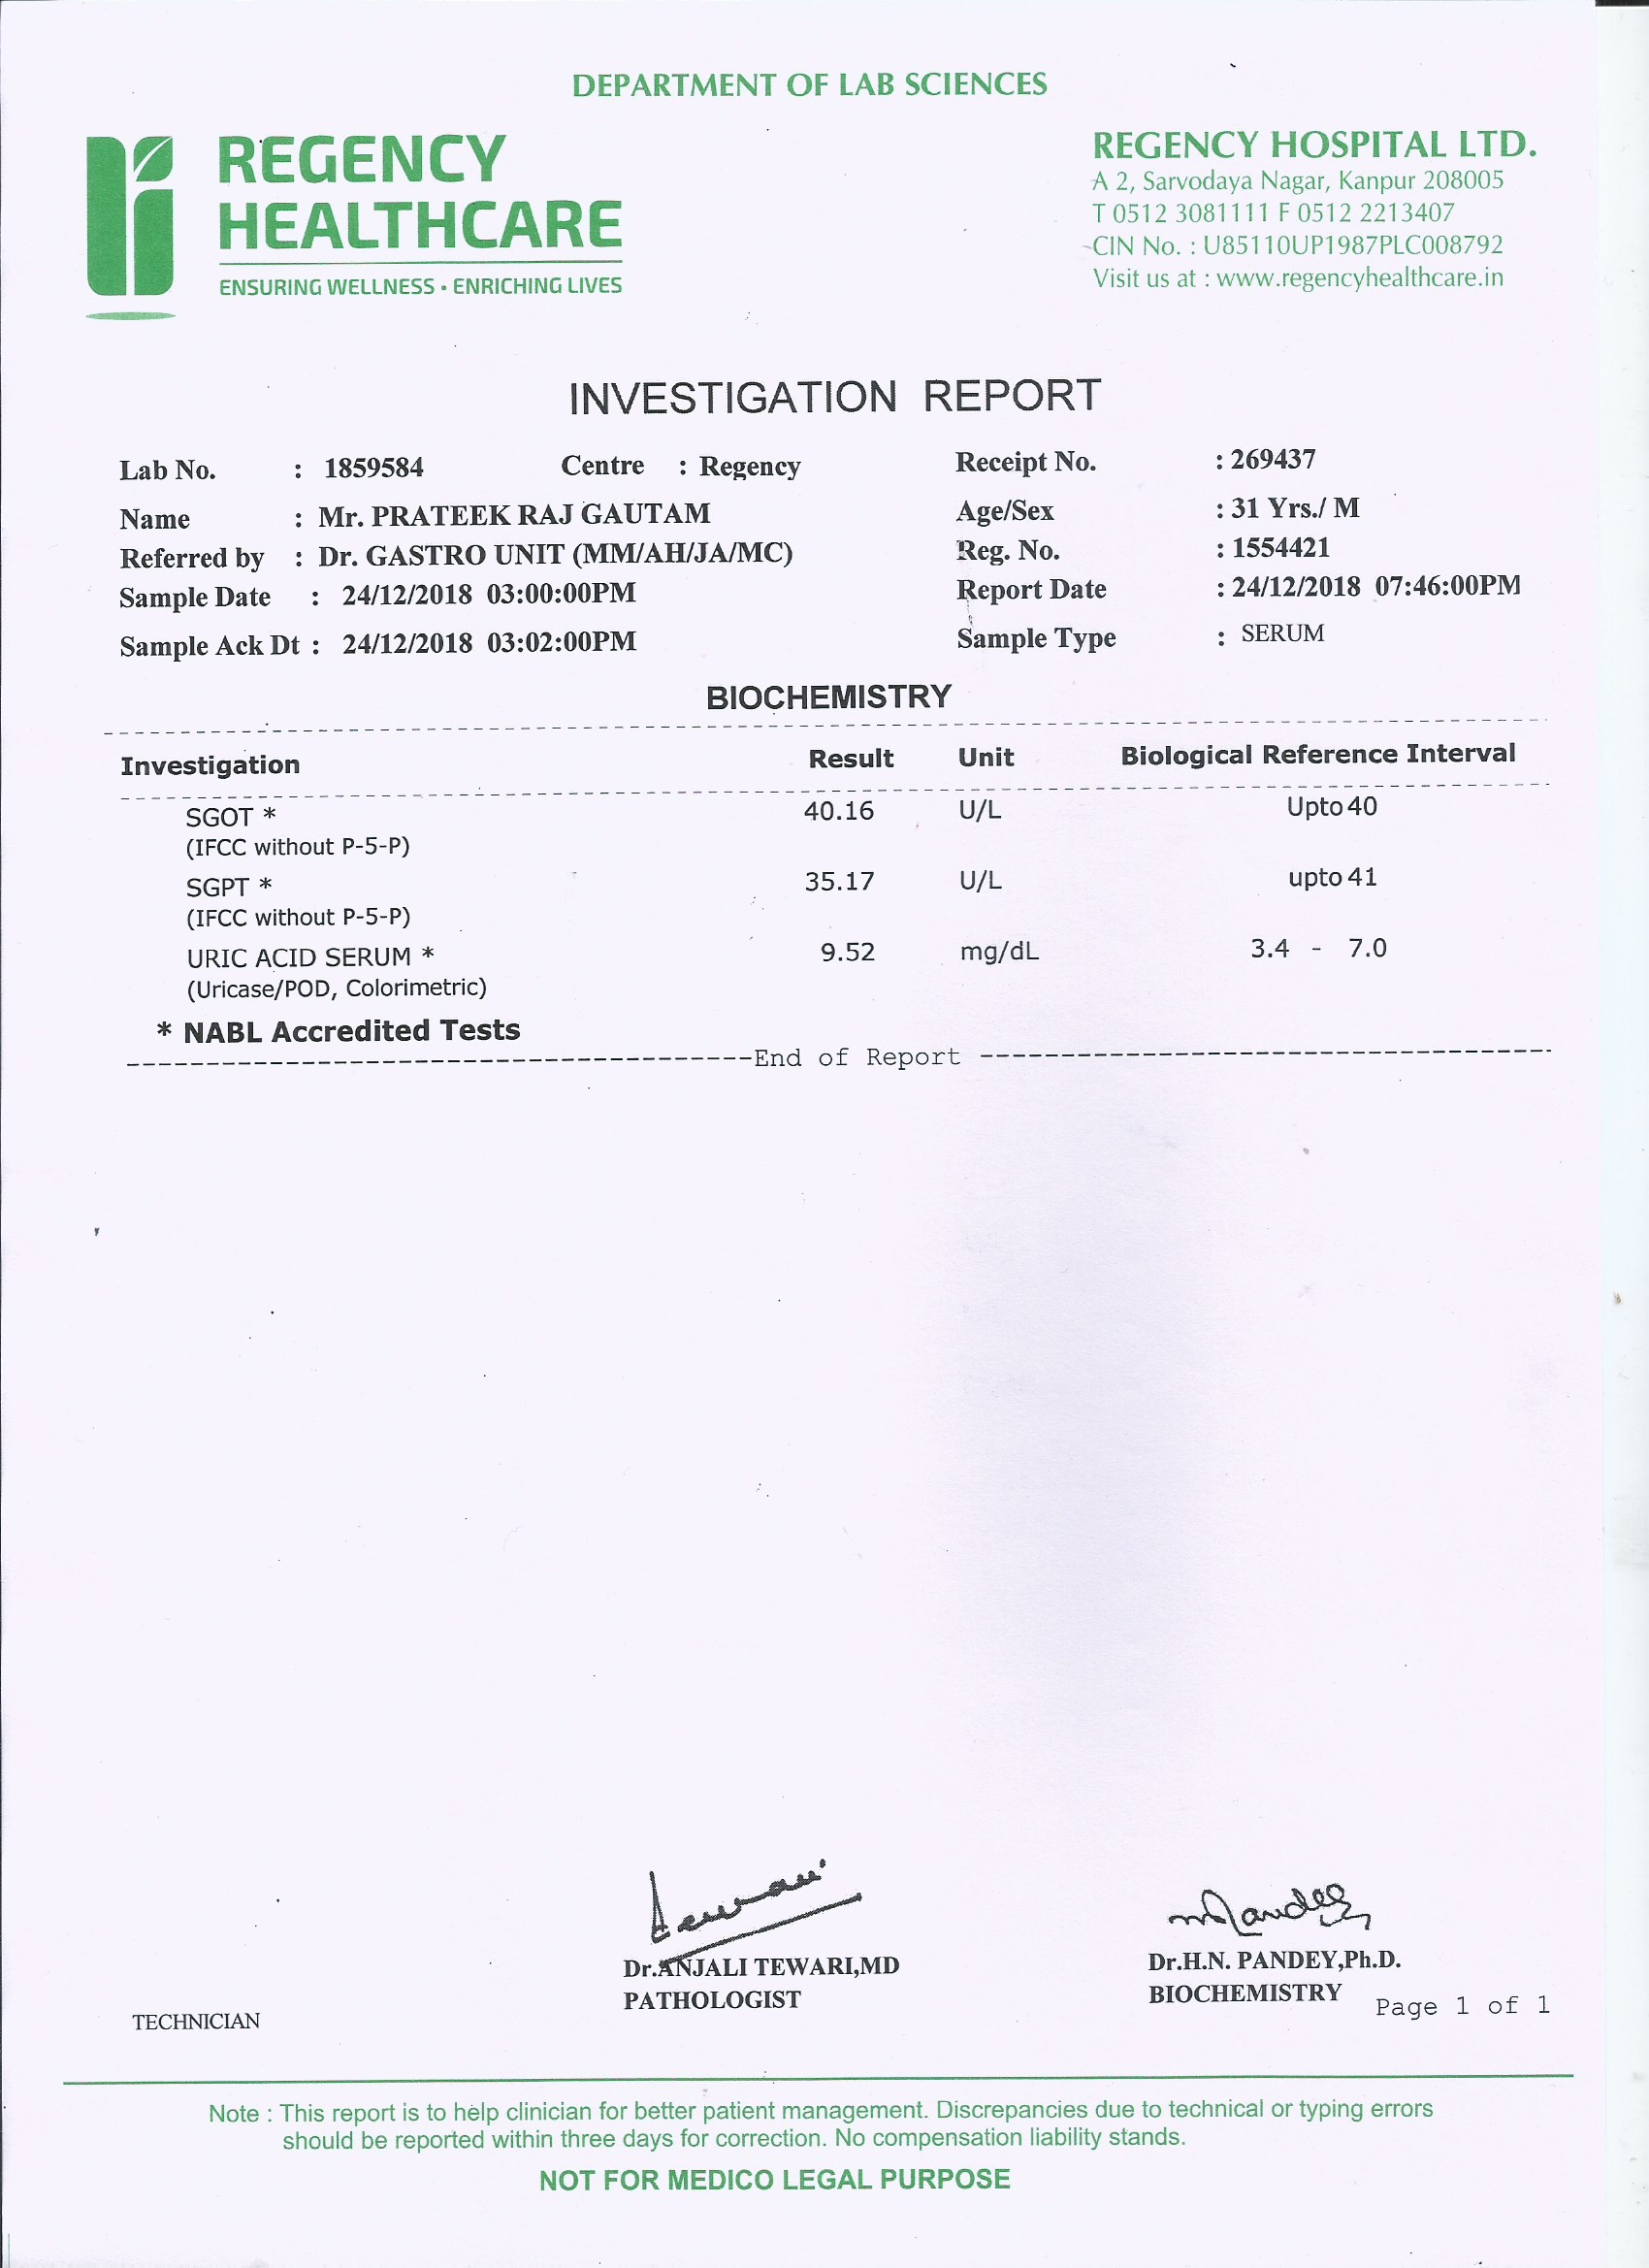 DEPARTMENT OF LAB SCIENCES
REGENCY
HEALTHCARE
ENSURING WELLNESS • ENRICHING LIVES
REGENCY HOSPITAL LTD.
A 2, Sarvodaya Nagar, Kanpur 208005
T 0512 3081111 F 0512 2213407
CIN No. : U85110UP1987PLC008792
Visit us at : www.regencyhealthcare.in
INVESTIGATION REPORT
Lab No. : 1859584 Centre : Regency Receipt No. : 269437
Name : Mr. PRATEEK RAJ GAUTAM Age/Sex : 31 Yrs./ M
Referred by : Dr. GASTRO UNIT (MM/AH/JA/MC) Reg. No. : 1554421
Sample Date : 24/12/2018 03:00:00PM Report Date : 24/12/2018 07:46:00PM
Sample Ack Dt : 24/12/2018 03:02:00PM Sample Type : SERUM
BIOCHEMISTRY
Investigation Result Unit Biological Reference Interval
SGOT * 40.16 U/L Upto 40
(IFCC without P-5-P)
SGPT * 35.17 U/L upto 41
(IFCC without P-5-P)
URIC ACID SERUM * 9.52 mg/dL 3.4 - 7.0
(Uricase/POD, Colorimetric)
* NABL Accredited Tests
End of Report
Tewari
Pandey
Dr.ANJALI TEWARI,MD
PATHOLOGIST
Dr.H.N. PANDEY,Ph.D.
BIOCHEMISTRY
Page 1 of 1
TECHNICIAN
Note : This report is to help clinician for better patient management. Discrepancies due to technical or typing errors
should be reported within three days for correction. No compensation liability stands.
NOT FOR MEDICO LEGAL PURPOSE